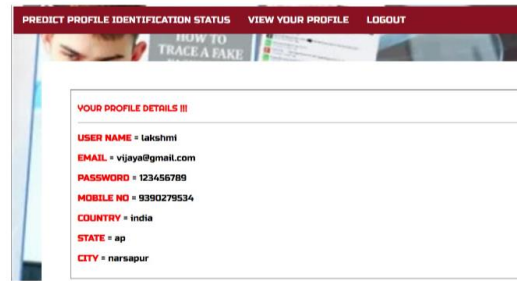 PREDICT PROFILE IDENTIFICATION STATUS VIEW YOUR PROFILE LOGOUT
HOW TO
TRACE A FAKE
YOUR PROFILE DETAILS !!!
USER NAME = lakshmi
EMAIL = vijaya@gmail.com
PASSWORD = 123456789
MOBILE NO = 9390279534
COUNTRY = india
STATE = ap
CITY = narsapur